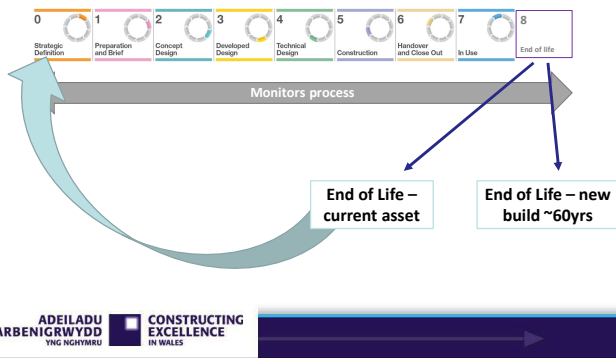 0
Strategic
Definition
1
Preparation
and Brief
2
Concept
Design
3
Developed
Design
4
Technical
Design
5
Construction
6
Handover
and Close Out
7
In Use
8
End of life
Monitors process
End of Life –
current asset
End of Life – new
build ~60yrs
ADEILADU
ARBENIGRWYDD
YNG NGHYMRU
CONSTRUCTING
EXCELLENCE
IN WALES